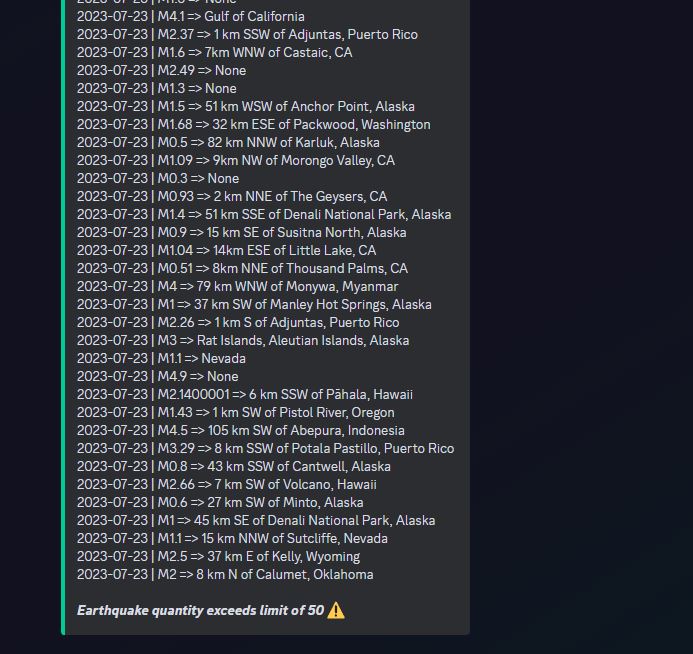 2023-07-23 | M1.6 => None
2023-07-23 | M4.1 => Gulf of California
2023-07-23 | M2.37 => 1 km SSW of Adjuntas, Puerto Rico
2023-07-23 | M1.6 => 7km WNW of Castaic, CA
2023-07-23 | M2.49 => None
2023-07-23 | M1.3 => None
2023-07-23 | M1.5 => 51 km WSW of Anchor Point, Alaska
2023-07-23 | M1.68 => 32 km ESE of Packwood, Washington
2023-07-23 | M0.5 => 82 km NNW of Karluk, Alaska
2023-07-23 | M1.09 => 9km NW of Morongo Valley, CA
2023-07-23 | M0.3 => None
2023-07-23 | M0.93 => 2 km NNE of The Geysers, CA
2023-07-23 | M1.4 => 51 km SSE of Denali National Park, Alaska
2023-07-23 | M0.9 => 15 km SE of Susitna North, Alaska
2023-07-23 | M1.04 => 14km ESE of Little Lake, CA
2023-07-23 | M0.51 => 8km NNE of Thousand Palms, CA
2023-07-23 | M4 => 79 km WNW of Monywa, Myanmar
2023-07-23 | M1 => 37 km SW of Manley Hot Springs, Alaska
2023-07-23 | M2.26 => 1 km S of Adjuntas, Puerto Rico
2023-07-23 | M3 => Rat Islands, Aleutian Islands, Alaska
2023-07-23 | M1.1 => Nevada
2023-07-23 | M4.9 => None
2023-07-23 | M2.1400001 => 6 km SSW of Pāhala, Hawaii
2023-07-23 | M1.43 => 1 km SW of Pistol River, Oregon
2023-07-23 | M4.5 => 105 km SW of Abepura, Indonesia
2023-07-23 | M3.29 => 8 km SSW of Potala Pastillo, Puerto Rico
2023-07-23 | M0.8 => 43 km SSW of Cantwell, Alaska
2023-07-23 | M2.66 => 7 km SW of Volcano, Hawaii
2023-07-23 | M0.6 => 27 km SW of Minto, Alaska
2023-07-23 | M1 => 45 km SE of Denali National Park, Alaska
2023-07-23 | M1.1 => 15 km NNW of Sutcliffe, Nevada
2023-07-23 | M2.5 => 37 km E of Kelly, Wyoming
2023-07-23 | M2 => 8 km N of Calumet, Oklahoma
Earthquake quantity exceeds limit of 50 ⚠️